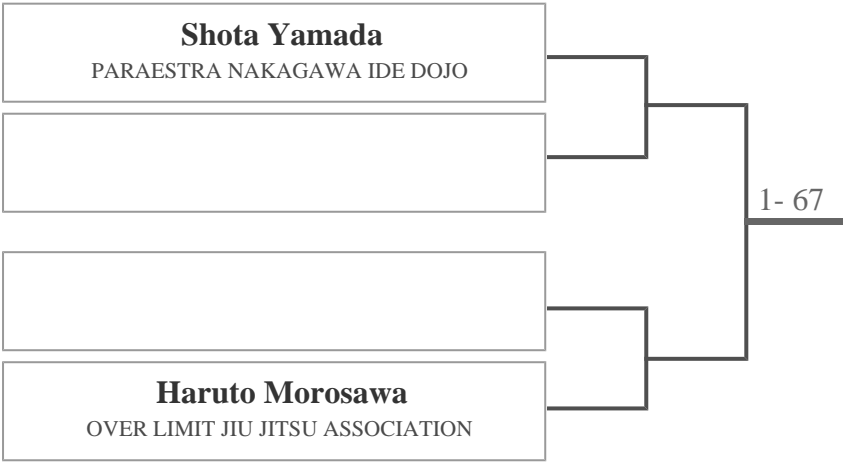 Shota Yamada
PARAESTRA NAKAGAWA IDE DOJO
1- 67
Haruto Morosawa
OVER LIMIT JIU JITSU ASSOCIATION